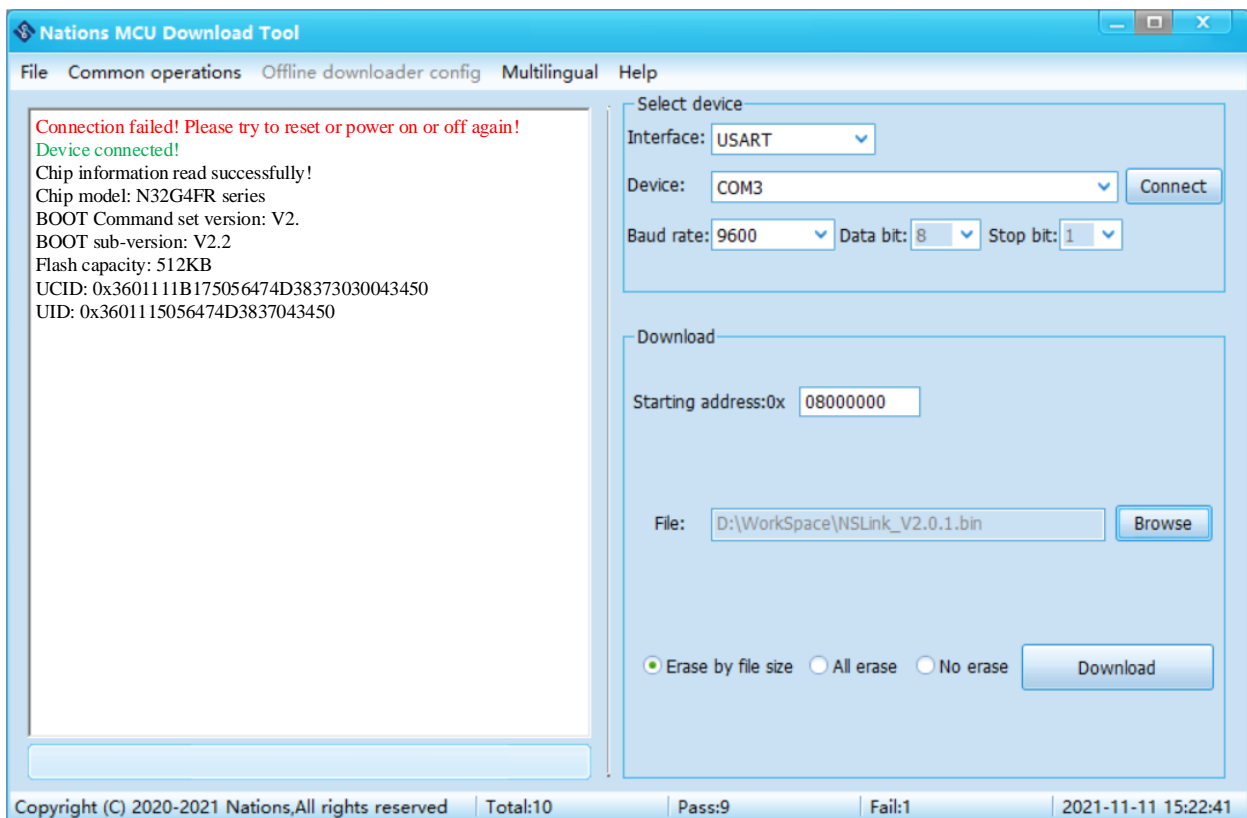 Nations MCU Download Tool
File Common operations Offline downloader config Multilingual Help
Connection failed! Please try to reset or power on or off again!
Device connected!
Chip information read successfully!
Chip model: N32G4FR series
BOOT Command set version: V2.
BOOT sub-version: V2.2
Flash capacity: 512KB
UCID: 0x3601111B175056474D38373030043450
UID: 0x3601115056474D3837043450
Select device
Interface: USART
Device: COM3 Connect
Baud rate: 9600 Data bit: 8 Stop bit: 1
Download
Starting address:0x 08000000
File: D:\WorkSpace\NSLink_V2.0.1.bin Browse
Erase by file size All erase No erase Download
Copyright (C) 2020-2021 Nations,All rights reserved Total:10 Pass:9 Fail:1 2021-11-11 15:22:41